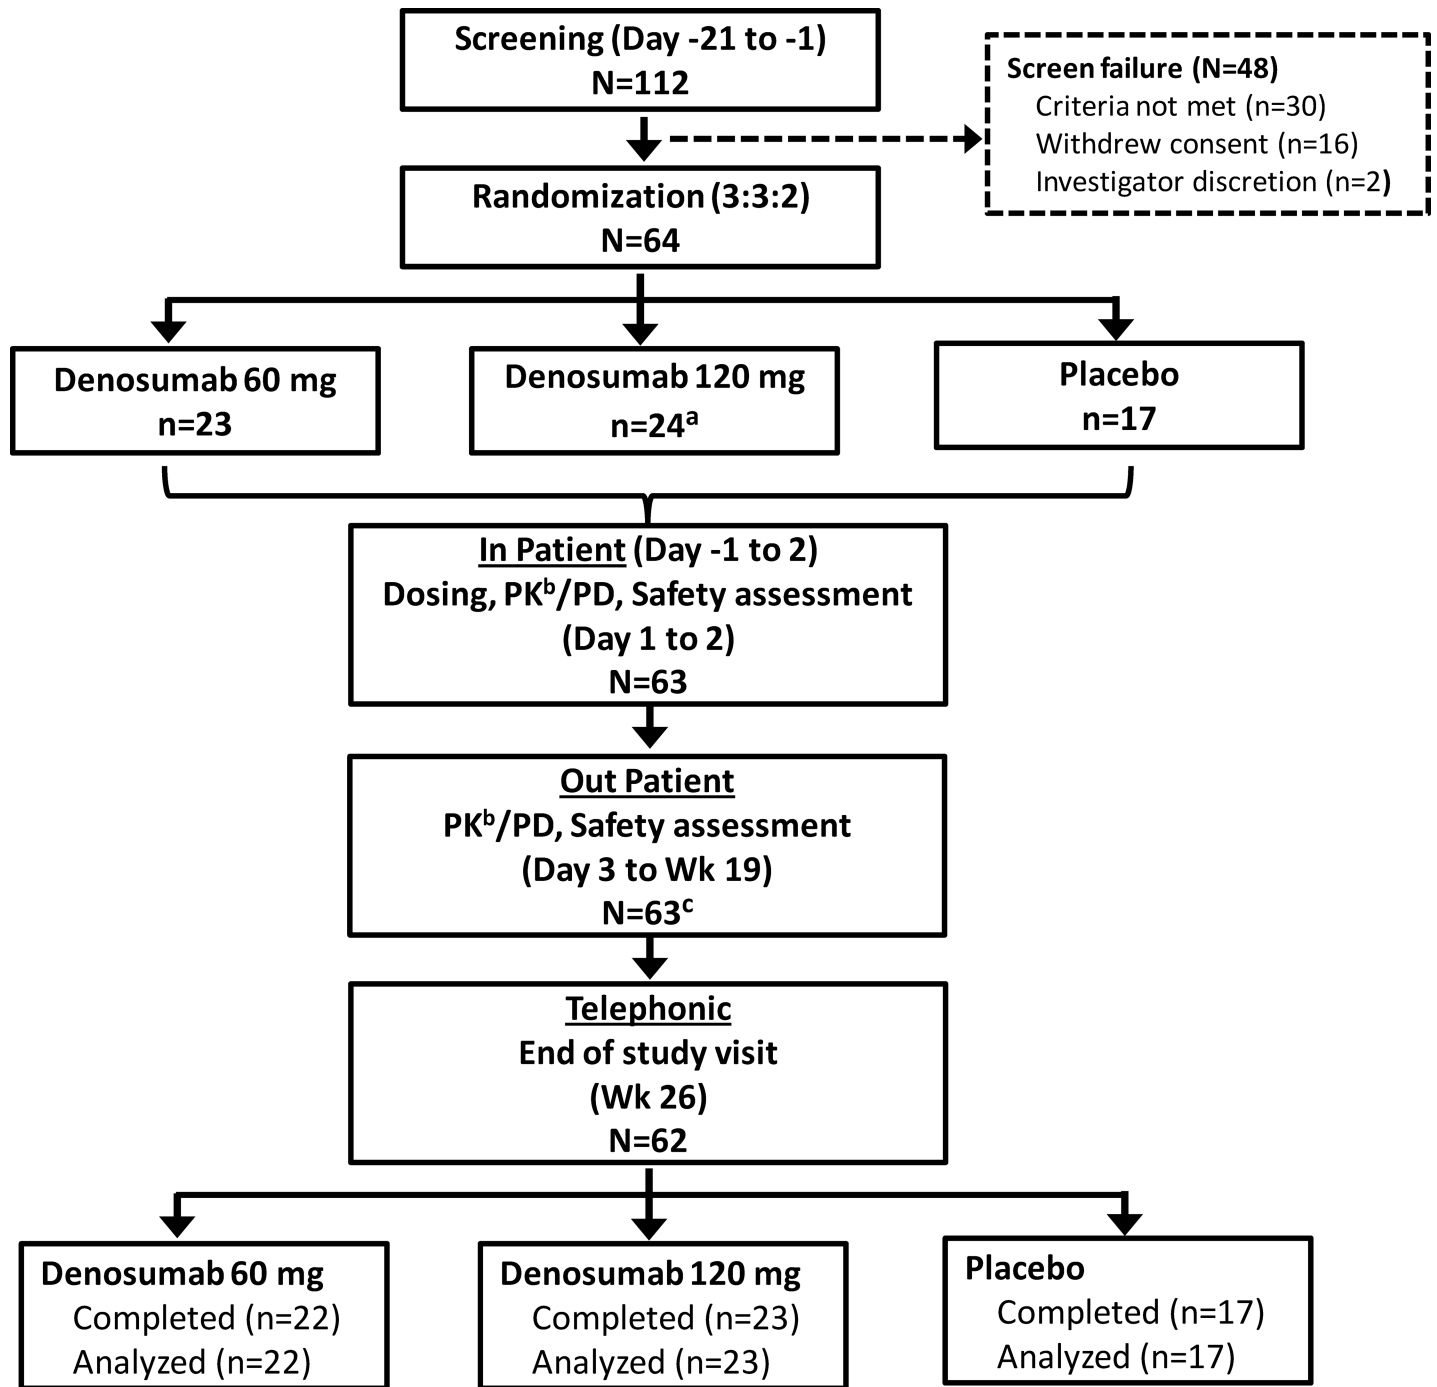 Screening (Day -21 to -1)
N=112
Screen failure (N=48)
Criteria not met (n=30)
Withdrew consent (n=16)
Investigator discretion (n=2)
Randomization (3:3:2)
N=64
Denosumab 60 mg
n=23
Denosumab 120 mg
n=24ᵃ
Placebo
n=17
In Patient (Day -1 to 2)
Dosing, PKᵇ/PD, Safety assessment
(Day 1 to 2)
N=63
Out Patient
PKᵇ/PD, Safety assessment
(Day 3 to Wk 19)
N=63ᶜ
Telephonic
End of study visit
(Wk 26)
N=62
Denosumab 60 mg
Completed (n=22)
Analyzed (n=22)
Denosumab 120 mg
Completed (n=23)
Analyzed (n=23)
Placebo
Completed (n=17)
Analyzed (n=17)